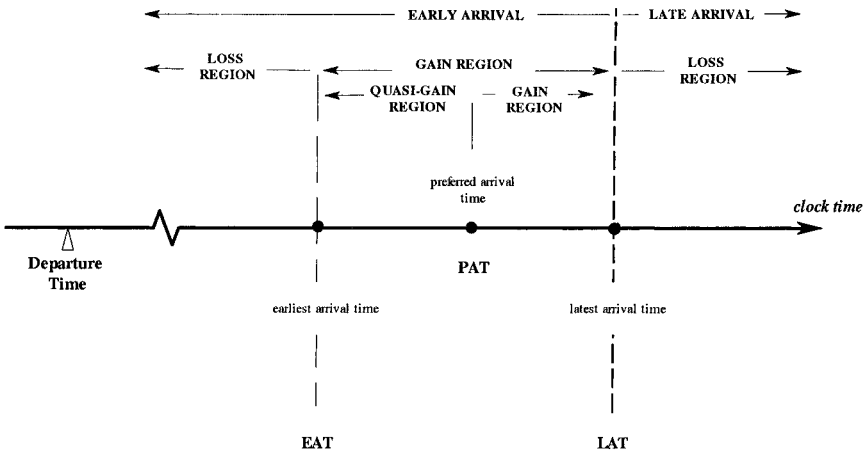 EARLY ARRIVAL
LATE ARRIVAL
LOSS
REGION
GAIN REGION
LOSS
REGION
QUASI-GAIN
REGION
GAIN
REGION
preferred arrival
time
clock time
Departure
Time
PAT
earliest arrival time
latest arrival time
EAT
LAT